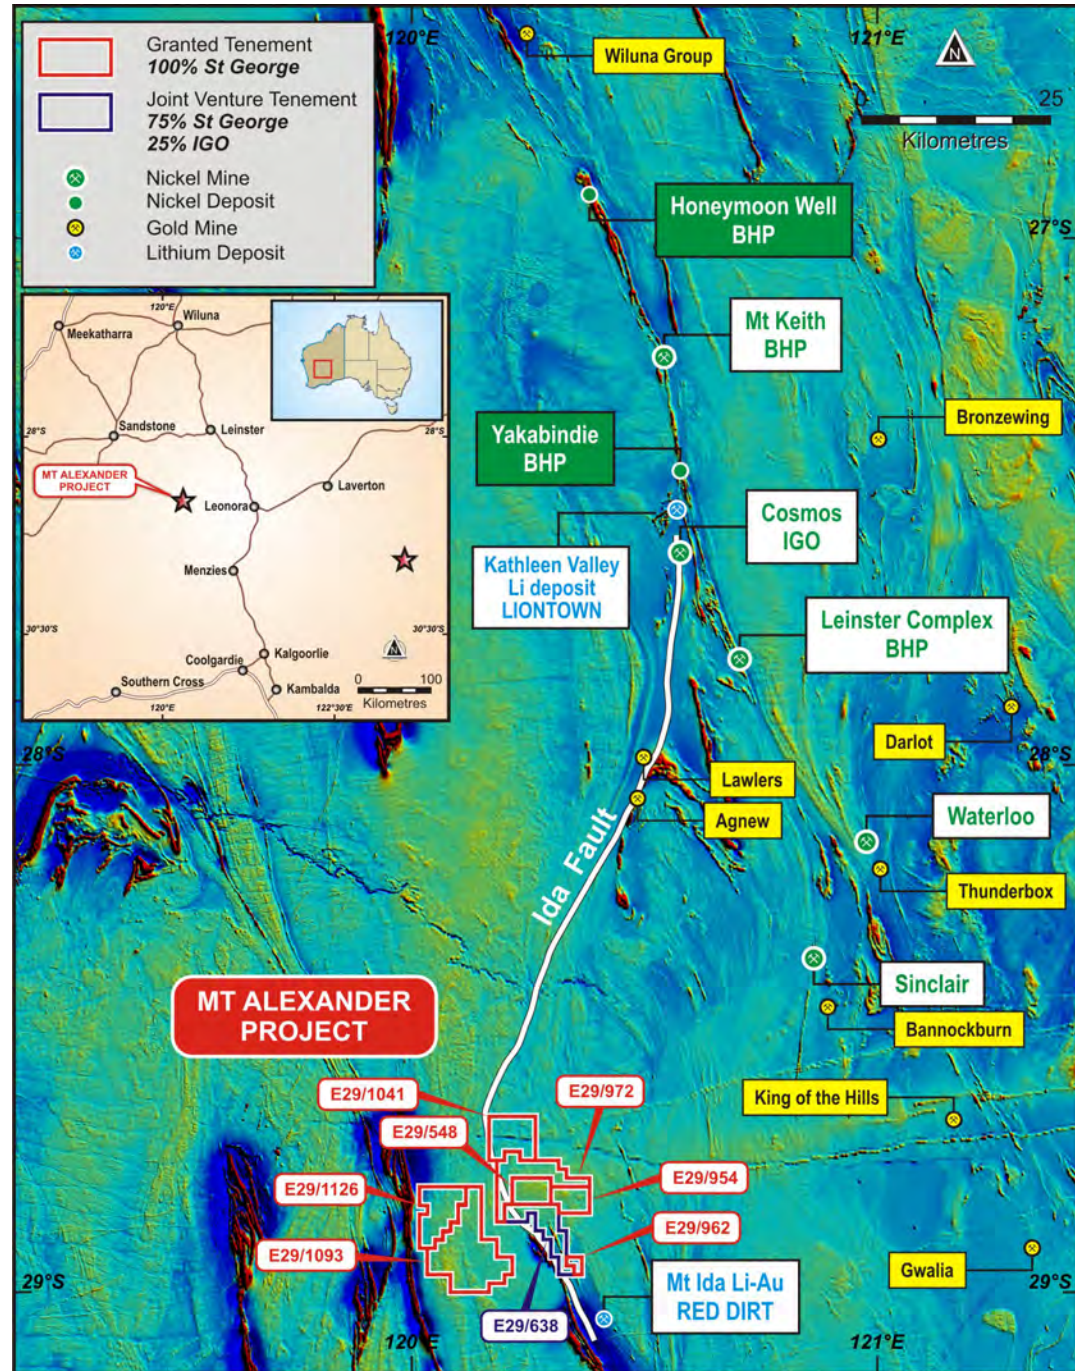 Granted Tenement
100% St George
Joint Venture Tenement
75% St George
25% IGO
Nickel Mine
Nickel Deposit
Gold Mine
Lithium Deposit
120°E
121°E
N
0 25
Kilometres
Wiluna Group
27°S
Honeymoon Well
BHP
Mt Keith
BHP
Bronzewing
Yakabindie
BHP
Cosmos
IGO
Kathleen Valley
Li deposit
LIONTOWN
Leinster Complex
BHP
Darlot
28°S
28°S
Lawlers
Agnew
Waterloo
Thunderbox
Ida Fault
Sinclair
Bannockburn
King of the Hills
MT ALEXANDER
PROJECT
E29/1041
E29/972
E29/548
E29/954
E29/1126
E29/962
E29/1093
E29/638
Gwalia
29°S
29°S
Mt Ida Li-Au
RED DIRT
120°E
121°E
120°E
Wiluna
Meekatharra
Sandstone
Leinster
28°S
28°S
MT ALEXANDER
PROJECT
Laverton
Leonora
Menzies
30°30'S
30°30'S
Coolgardie
Kalgoorlie
Southern Cross
Kambalda
N
0 100
Kilometres
120°E
122°30'E